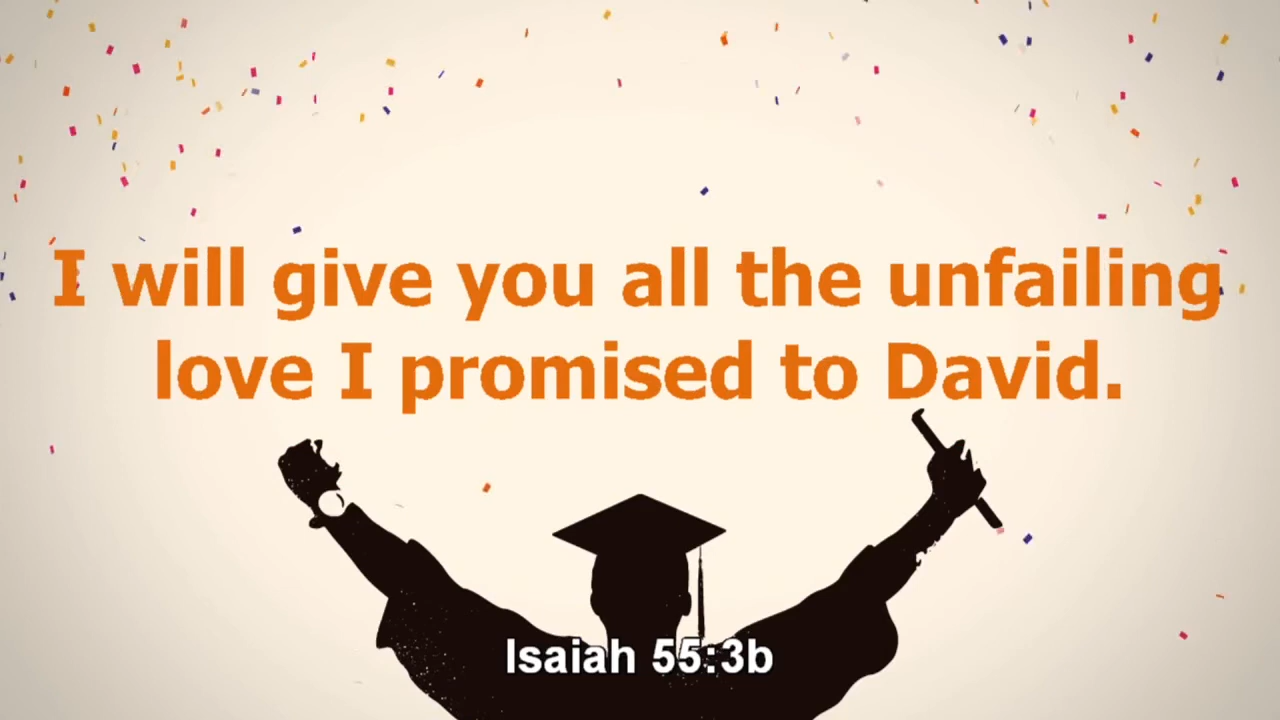 I will give you all the unfailing
love I promised to David.
Isaiah 55:3b